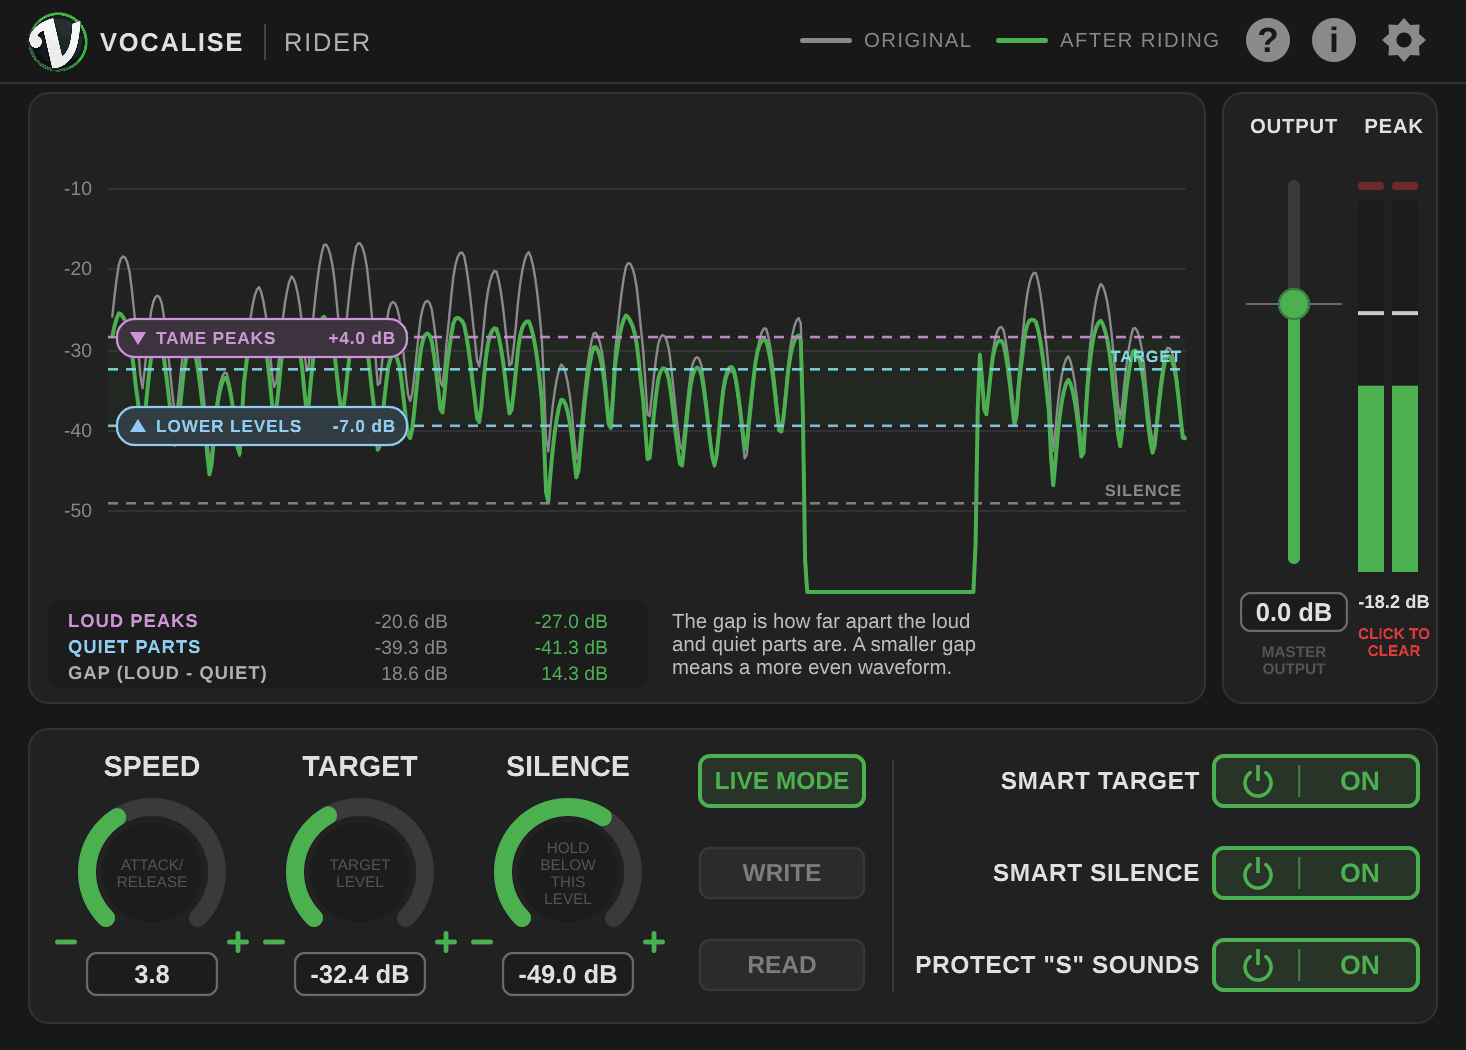 V VOCALISE | RIDER
ORIGINAL AFTER RIDING ? i
OUTPUT PEAK
-10
-20
-30
-40
-50
TAME PEAKS +4.0 dB
TARGET
LOWER LEVELS -7.0 dB
SILENCE
LOUD PEAKS -20.6 dB -27.0 dB
QUIET PARTS -39.3 dB -41.3 dB
GAP (LOUD - QUIET) 18.6 dB 14.3 dB
The gap is how far apart the loud
and quiet parts are. A smaller gap
means a more even waveform.
0.0 dB
MASTER
OUTPUT
-18.2 dB
CLICK TO
CLEAR
SPEED
ATTACK/
RELEASE
− +
3.8
TARGET
TARGET
LEVEL
− +
-32.4 dB
SILENCE
HOLD
BELOW
THIS
LEVEL
− +
-49.0 dB
LIVE MODE
WRITE
READ
SMART TARGET ON
SMART SILENCE ON
PROTECT "S" SOUNDS ON